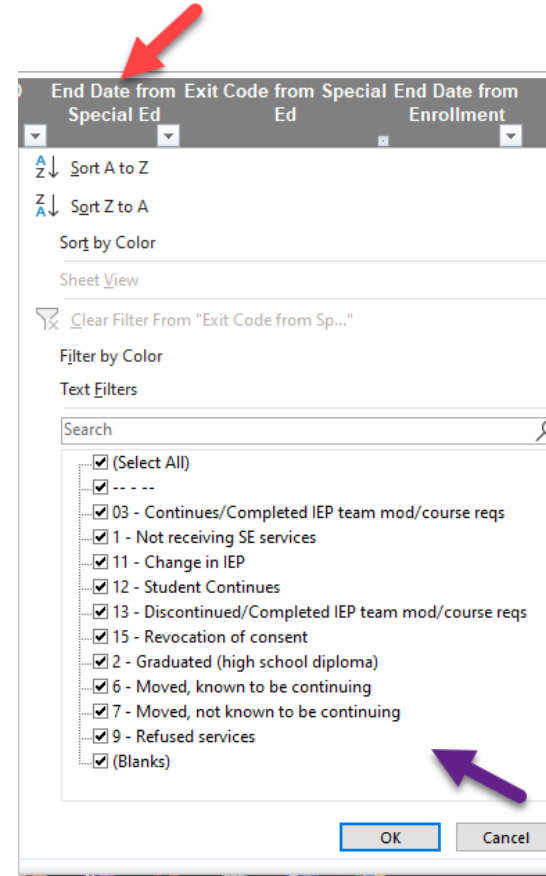 End Date from Exit Code from Special End Date from
Special Ed Ed Enrollment
Sort A to Z
Sort Z to A
Sort by Color
Sheet View
Clear Filter From "Exit Code from Sp..."
Filter by Color
Text Filters
Search
(Select All)
-- - --
03 - Continues/Completed IEP team mod/course reqs
1 - Not receiving SE services
11 - Change in IEP
12 - Student Continues
13 - Discontinued/Completed IEP team mod/course reqs
15 - Revocation of consent
2 - Graduated (high school diploma)
6 - Moved, known to be continuing
7 - Moved, not known to be continuing
9 - Refused services
(Blanks)
OK Cancel